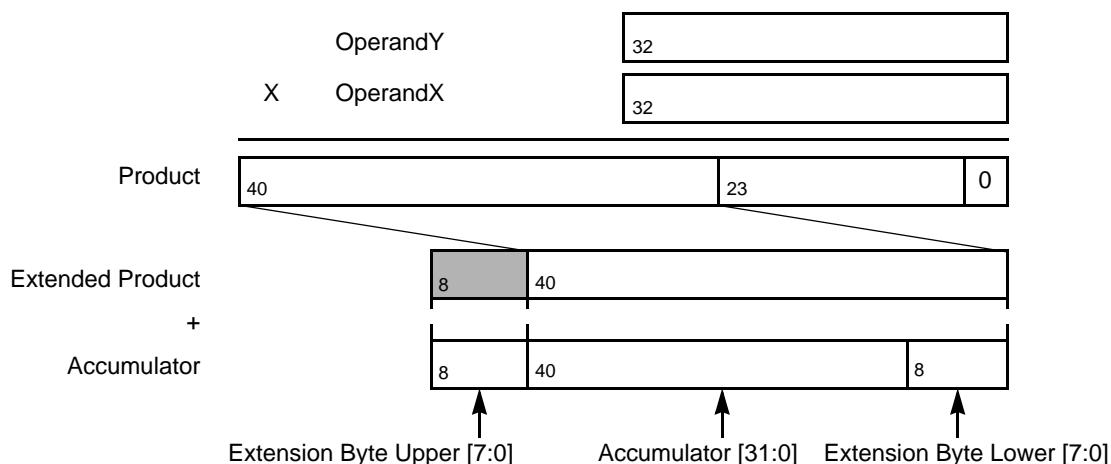 OperandY 32
X OperandX 32
Product 40 23 0
Extended Product 8 40
+
Accumulator 8 40 8
Extension Byte Upper [7:0] Accumulator [31:0] Extension Byte Lower [7:0]